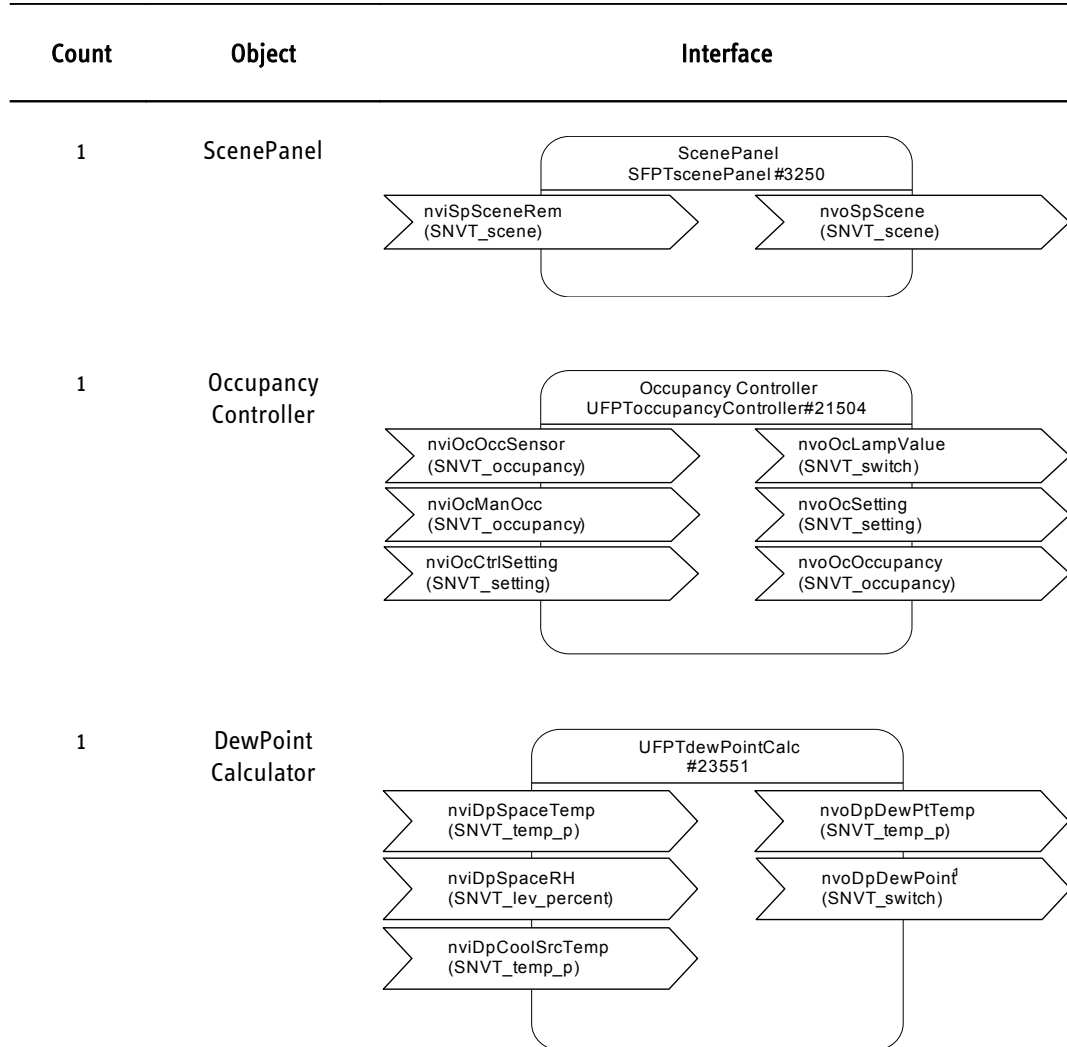 Count Object Interface
1 ScenePanel
ScenePanel
SFPTscenePanel #3250
nviSpSceneRem
(SNVT_scene)
nvoSpScene
(SNVT_scene)
1 Occupancy
Controller
Occupancy Controller
UFPToccupancyController#21504
nviOcOccSensor
(SNVT_occupancy)
nvoOcLampValue
(SNVT_switch)
nviOcManOcc
(SNVT_occupancy)
nvoOcSetting
(SNVT_setting)
nviOcCtrlSetting
(SNVT_setting)
nvoOcOccupancy
(SNVT_occupancy)
1 DewPoint
Calculator
UFPTdewPointCalc
#23551
nviDpSpaceTemp
(SNVT_temp_p)
nvoDpDewPtTemp
(SNVT_temp_p)
nviDpSpaceRH
(SNVT_lev_percent)
nvoDpDewPoint¹
(SNVT_switch)
nviDpCoolSrcTemp
(SNVT_temp_p)